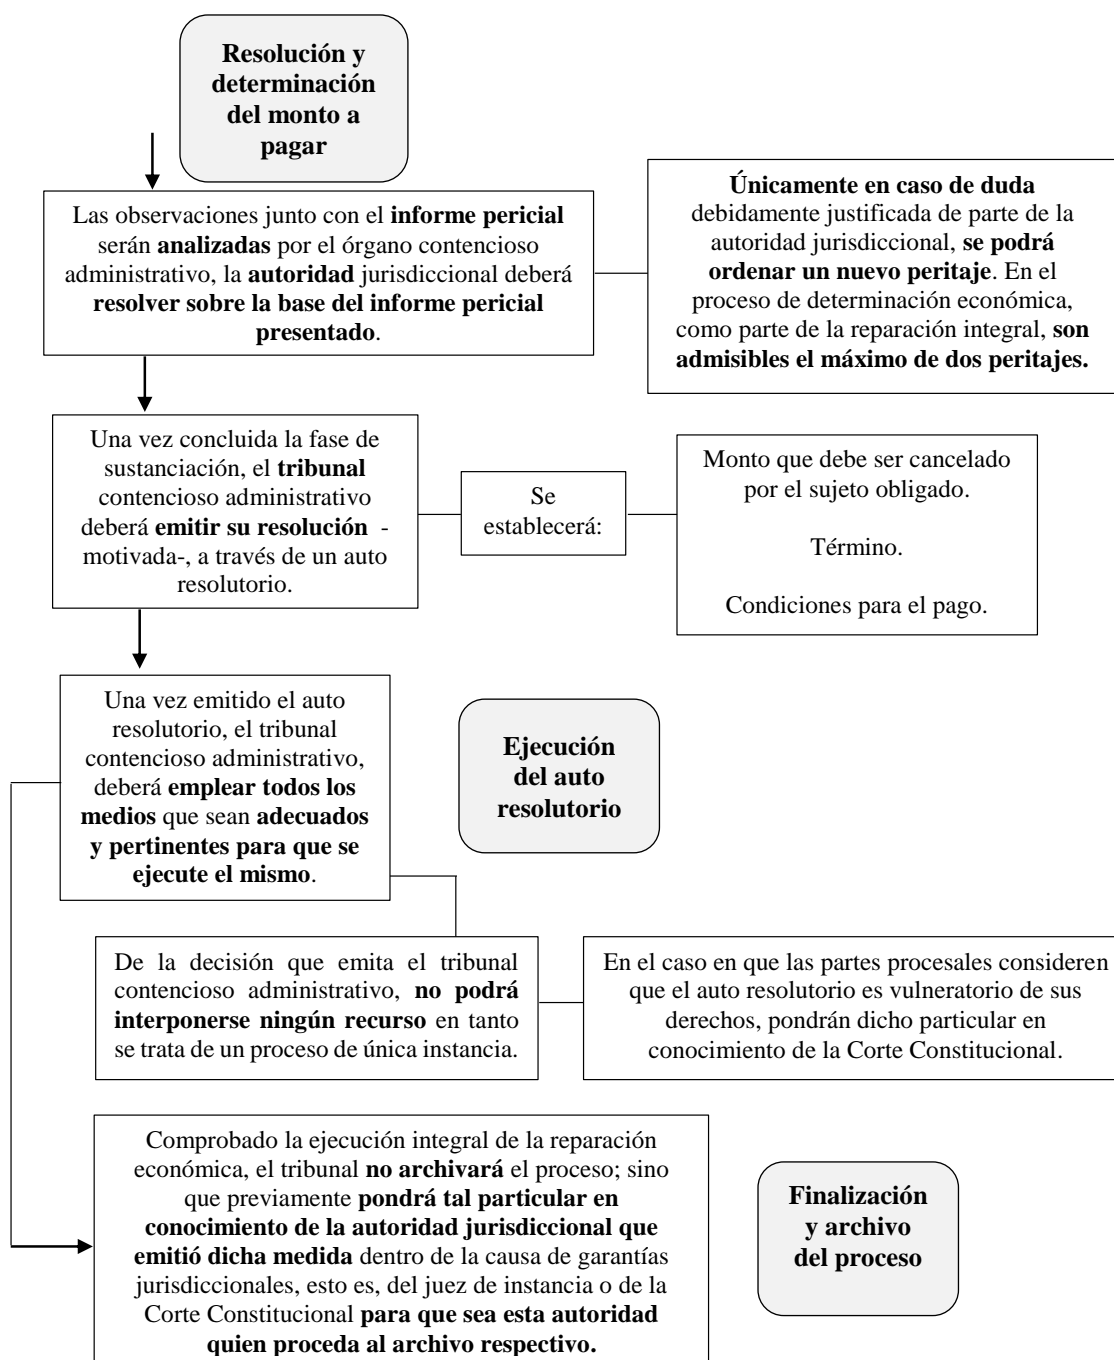 Resolución y
determinación
del monto a
pagar
Las observaciones junto con el informe pericial
serán analizadas por el órgano contencioso
administrativo, la autoridad jurisdiccional deberá
resolver sobre la base del informe pericial
presentado.
Únicamente en caso de duda
debidamente justificada de parte de la
autoridad jurisdiccional, se podrá
ordenar un nuevo peritaje. En el
proceso de determinación económica,
como parte de la reparación integral, son
admisibles el máximo de dos peritajes.
Una vez concluida la fase de
sustanciación, el tribunal
contencioso administrativo
deberá emitir su resolución -
motivada-, a través de un auto
resolutorio.
Se
establecerá:
Monto que debe ser cancelado
por el sujeto obligado.
Término.
Condiciones para el pago.
Una vez emitido el auto
resolutorio, el tribunal
contencioso administrativo,
deberá emplear todos los
medios que sean adecuados
y pertinentes para que se
ejecute el mismo.
Ejecución
del auto
resolutorio
De la decisión que emita el tribunal
contencioso administrativo, no podrá
interponerse ningún recurso en tanto
se trata de un proceso de única instancia.
En el caso en que las partes procesales consideren
que el auto resolutorio es vulneratorio de sus
derechos, pondrán dicho particular en
conocimiento de la Corte Constitucional.
Comprobado la ejecución integral de la reparación
económica, el tribunal no archivará el proceso; sino
que previamente pondrá tal particular en
conocimiento de la autoridad jurisdiccional que
emitió dicha medida dentro de la causa de garantías
jurisdiccionales, esto es, del juez de instancia o de la
Corte Constitucional para que sea esta autoridad
quien proceda al archivo respectivo.
Finalización
y archivo
del proceso